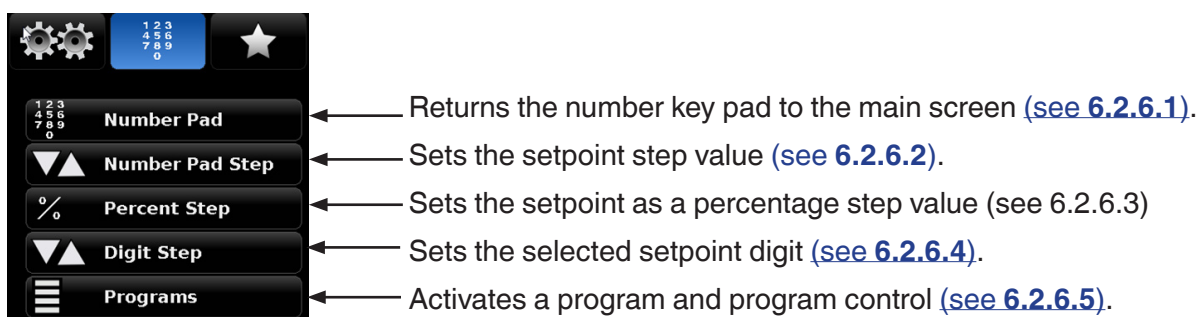 1 2 3
4 5 6
7 8 9
0
1 2 3
4 5 6
7 8 9
0
Number Pad
Returns the number key pad to the main screen (see 6.2.6.1).
Number Pad Step
Sets the setpoint step value (see 6.2.6.2).
% Percent Step
Sets the setpoint as a percentage step value (see 6.2.6.3)
Digit Step
Sets the selected setpoint digit (see 6.2.6.4).
Programs
Activates a program and program control (see 6.2.6.5).